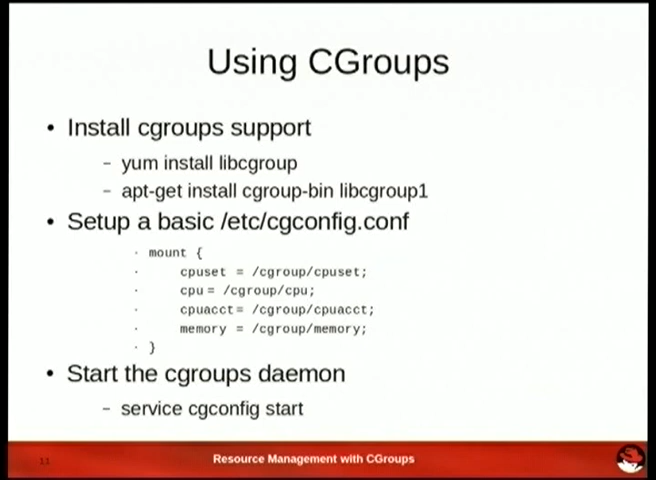 Using CGroups
• Install cgroups support
– yum install libcgroup
– apt-get install cgroup-bin libcgroup1
• Setup a basic /etc/cgconfig.conf
· mount {
· cpuset = /cgroup/cpuset;
· cpu = /cgroup/cpu;
· cpuacct= /cgroup/cpuacct;
· memory = /cgroup/memory;
· }
• Start the cgroups daemon
– service cgconfig start
11
Resource Management with CGroups